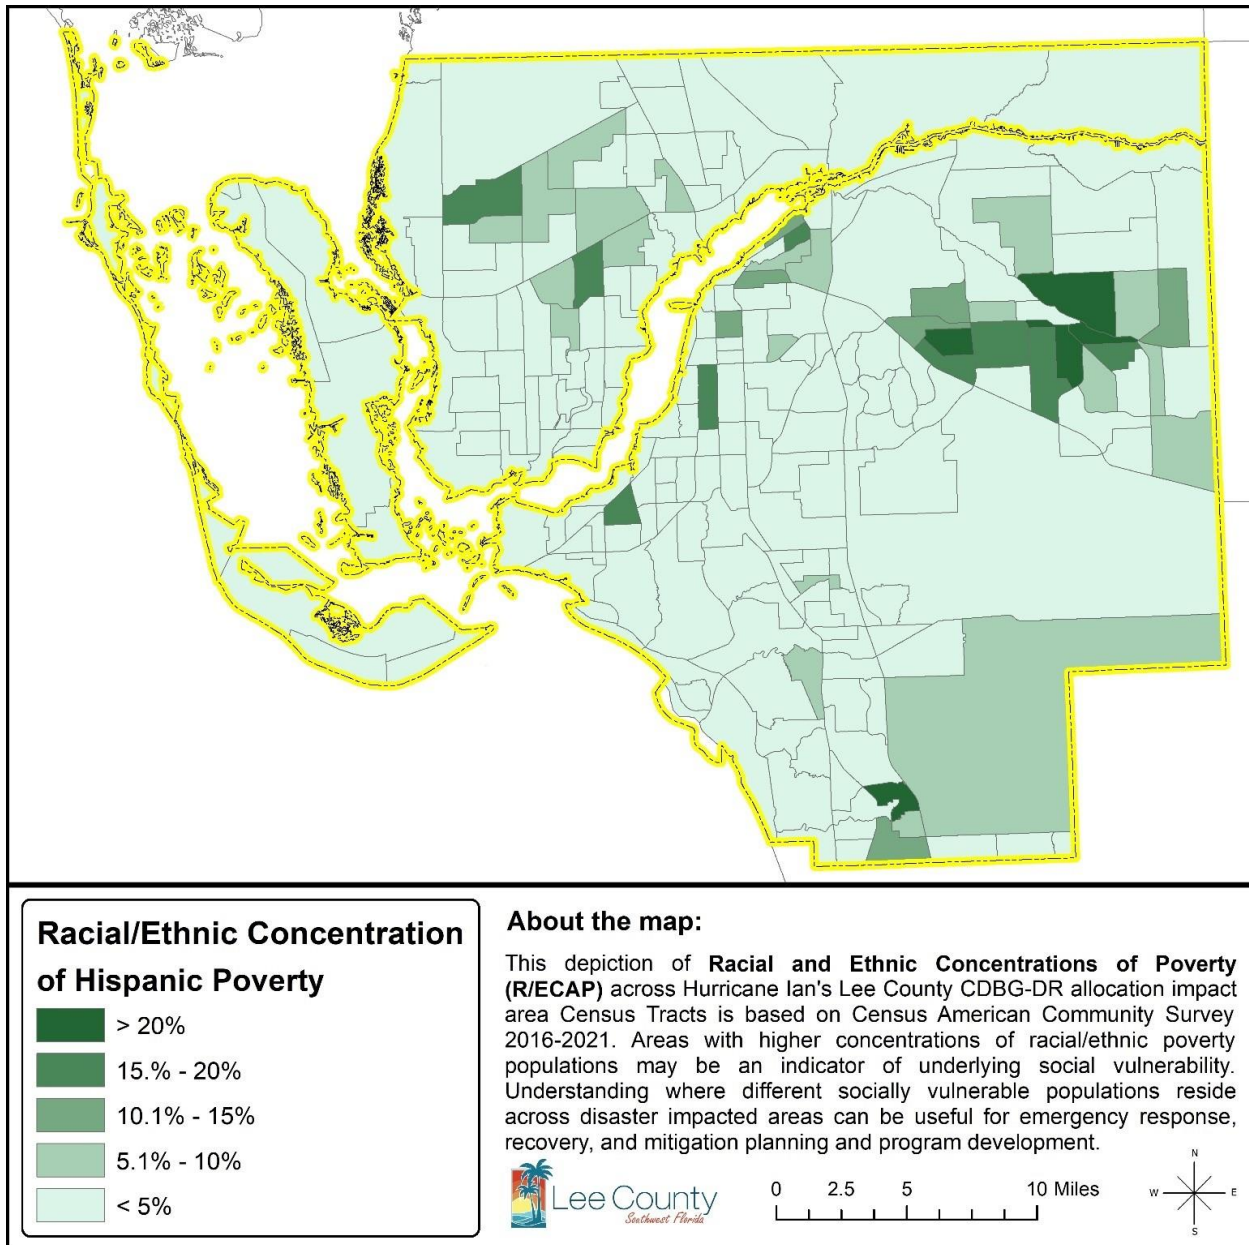 Racial/Ethnic Concentration
of Hispanic Poverty
> 20%
15.% - 20%
10.1% - 15%
5.1% - 10%
< 5%
About the map:
This depiction of Racial and Ethnic Concentrations of Poverty
(R/ECAP) across Hurricane Ian's Lee County CDBG-DR allocation impact
area Census Tracts is based on Census American Community Survey
2016-2021. Areas with higher concentrations of racial/ethnic poverty
populations may be an indicator of underlying social vulnerability.
Understanding where different socially vulnerable populations reside
across disaster impacted areas can be useful for emergency response,
recovery, and mitigation planning and program development.
Lee County
Southwest Florida
0 2.5 5 10 Miles
N
W E
S